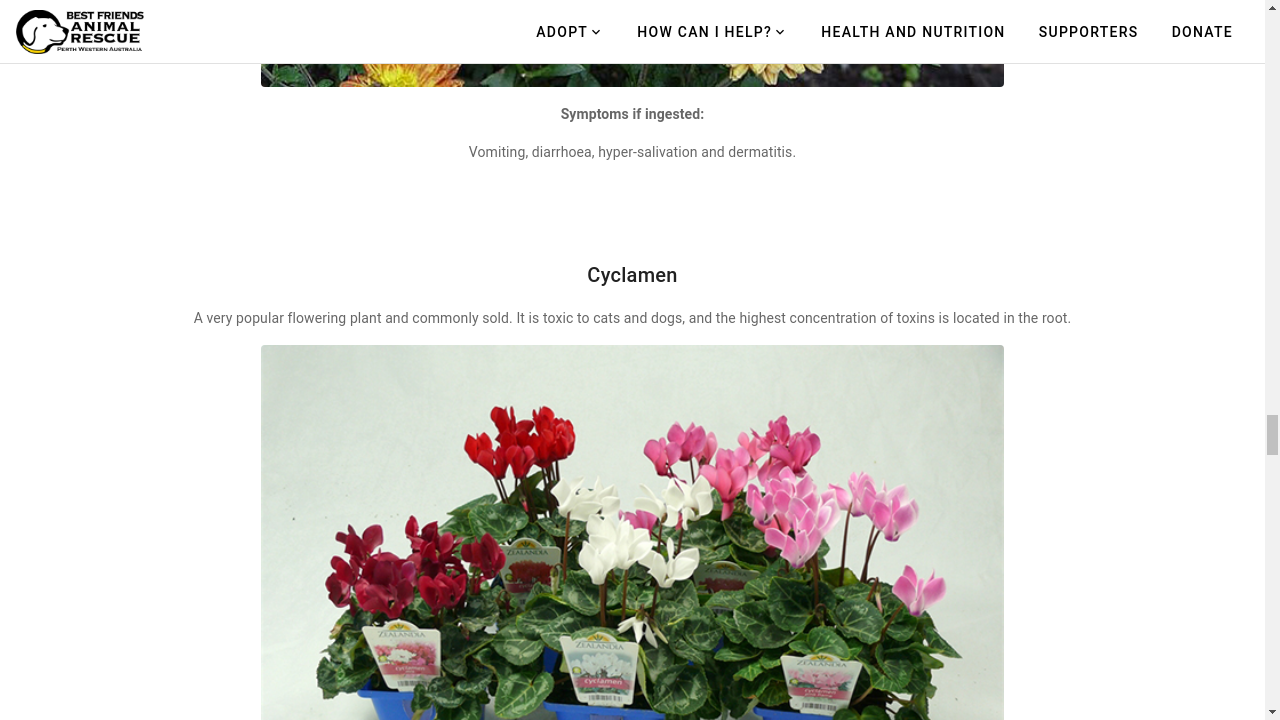 BEST FRIENDS
ANIMAL
RESCUE
PERTH WESTERN AUSTRALIA
ADOPT
HOW CAN I HELP?
HEALTH AND NUTRITION
SUPPORTERS
DONATE
Symptoms if ingested:
Vomiting, diarrhoea, hyper-salivation and dermatitis.
Cyclamen
A very popular flowering plant and commonly sold. It is toxic to cats and dogs, and the highest concentration of toxins is located in the root.
ZEALANDIA
ZEALANDIA
cyclamen
ZEALANDIA
cyclamen
ZEALANDIA
cyclamen